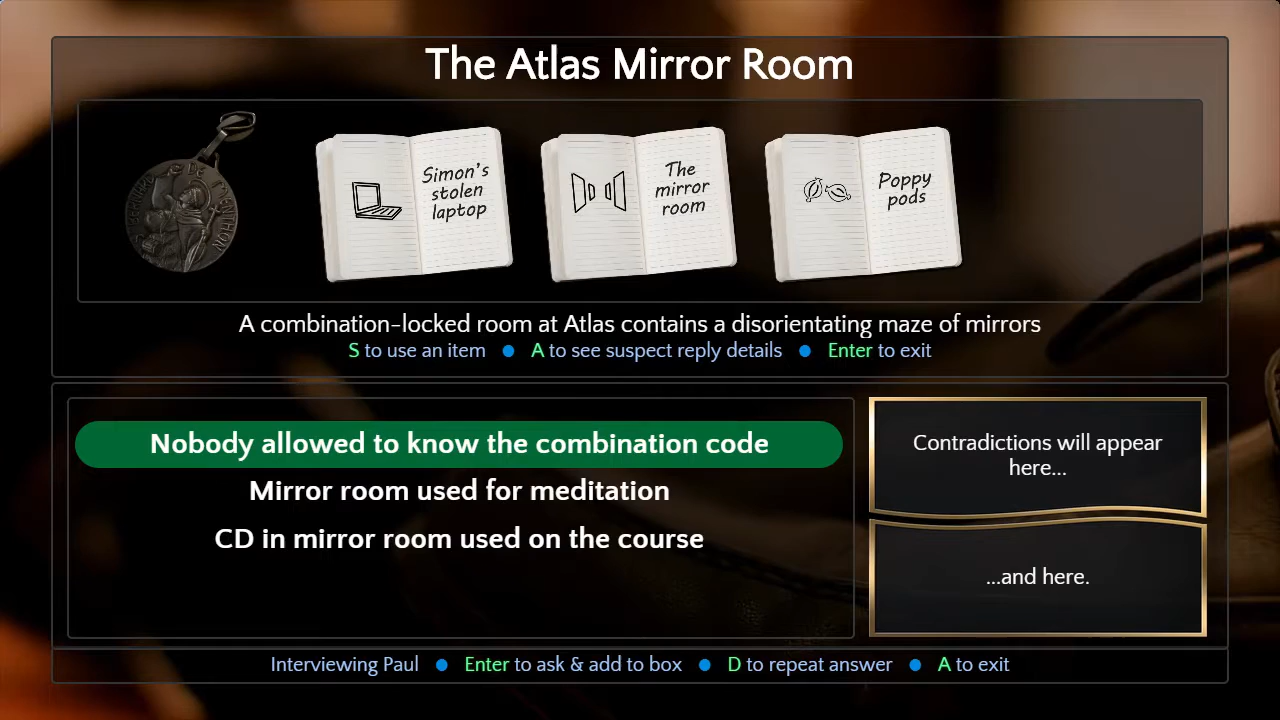 The Atlas Mirror Room
Simon's
stolen
laptop
The
mirror
room
Poppy
pods
A combination-locked room at Atlas contains a disorientating maze of mirrors
S to use an item ● A to see suspect reply details ● Enter to exit
Nobody allowed to know the combination code
Mirror room used for meditation
CD in mirror room used on the course
Contradictions will appear
here...
...and here.
Interviewing Paul ● Enter to ask & add to box ● D to repeat answer ● A to exit